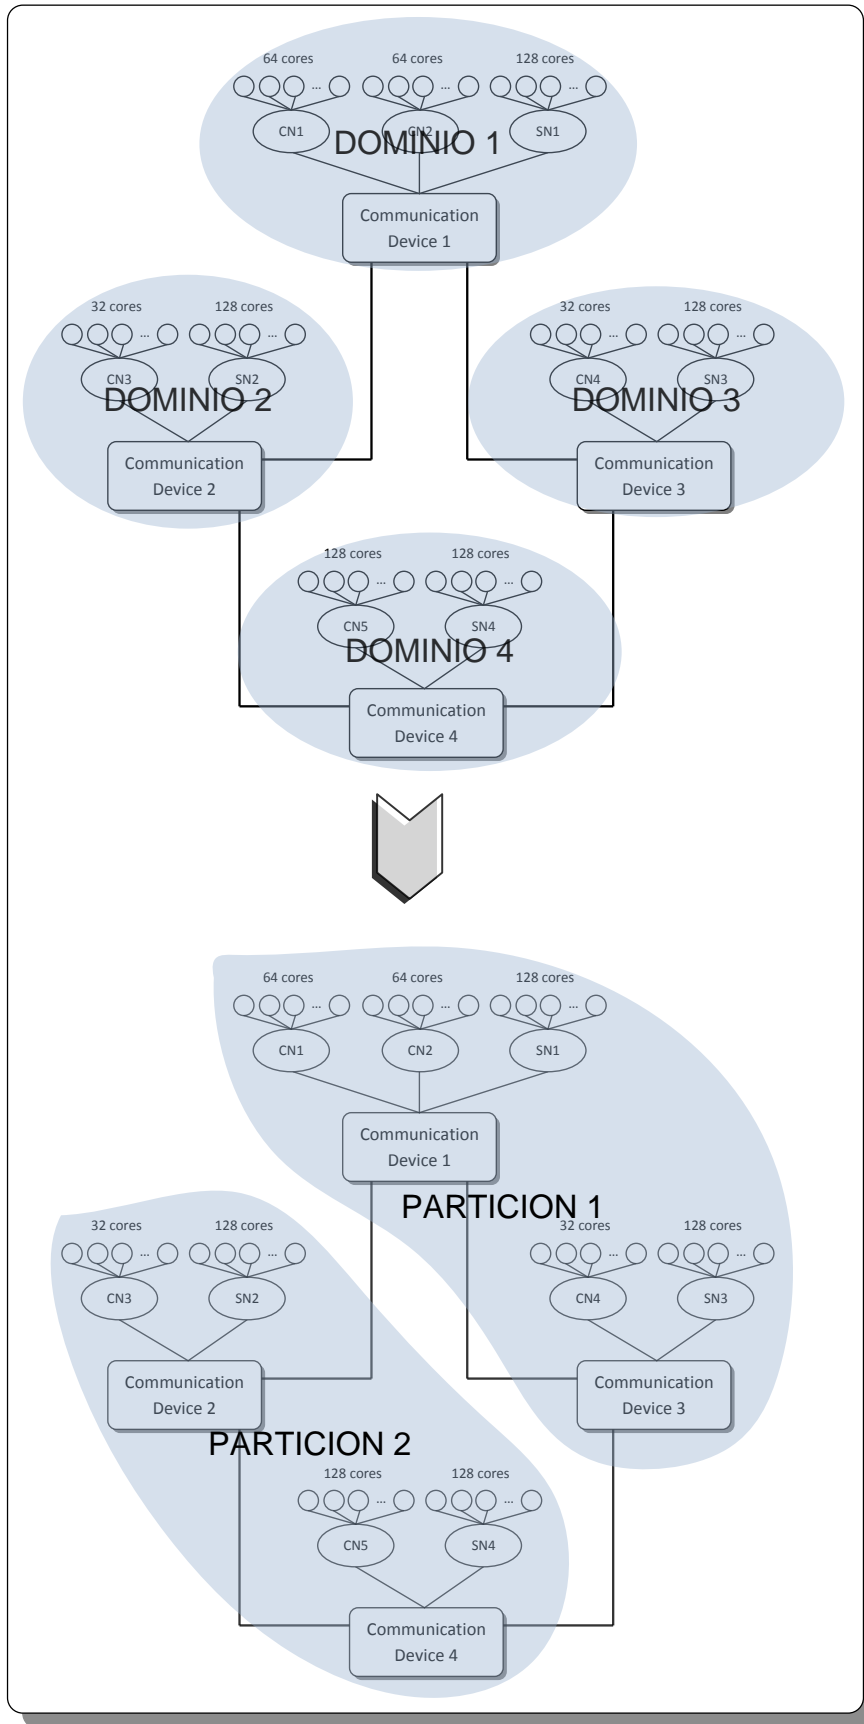 64 cores 64 cores 128 cores
... ... ...
CN1 CN2 SN1
DOMINIO 1
Communication
Device 1
32 cores 128 cores
... ...
CN3 SN2
DOMINIO 2
Communication
Device 2
32 cores 128 cores
... ...
CN4 SN3
DOMINIO 3
Communication
Device 3
128 cores 128 cores
... ...
CN5 SN4
DOMINIO 4
Communication
Device 4
64 cores 64 cores 128 cores
... ... ...
CN1 CN2 SN1
Communication
Device 1
PARTICION 1
32 cores 128 cores
... ...
CN4 SN3
Communication
Device 3
32 cores 128 cores
... ...
CN3 SN2
Communication
Device 2
PARTICION 2
128 cores 128 cores
... ...
CN5 SN4
Communication
Device 4